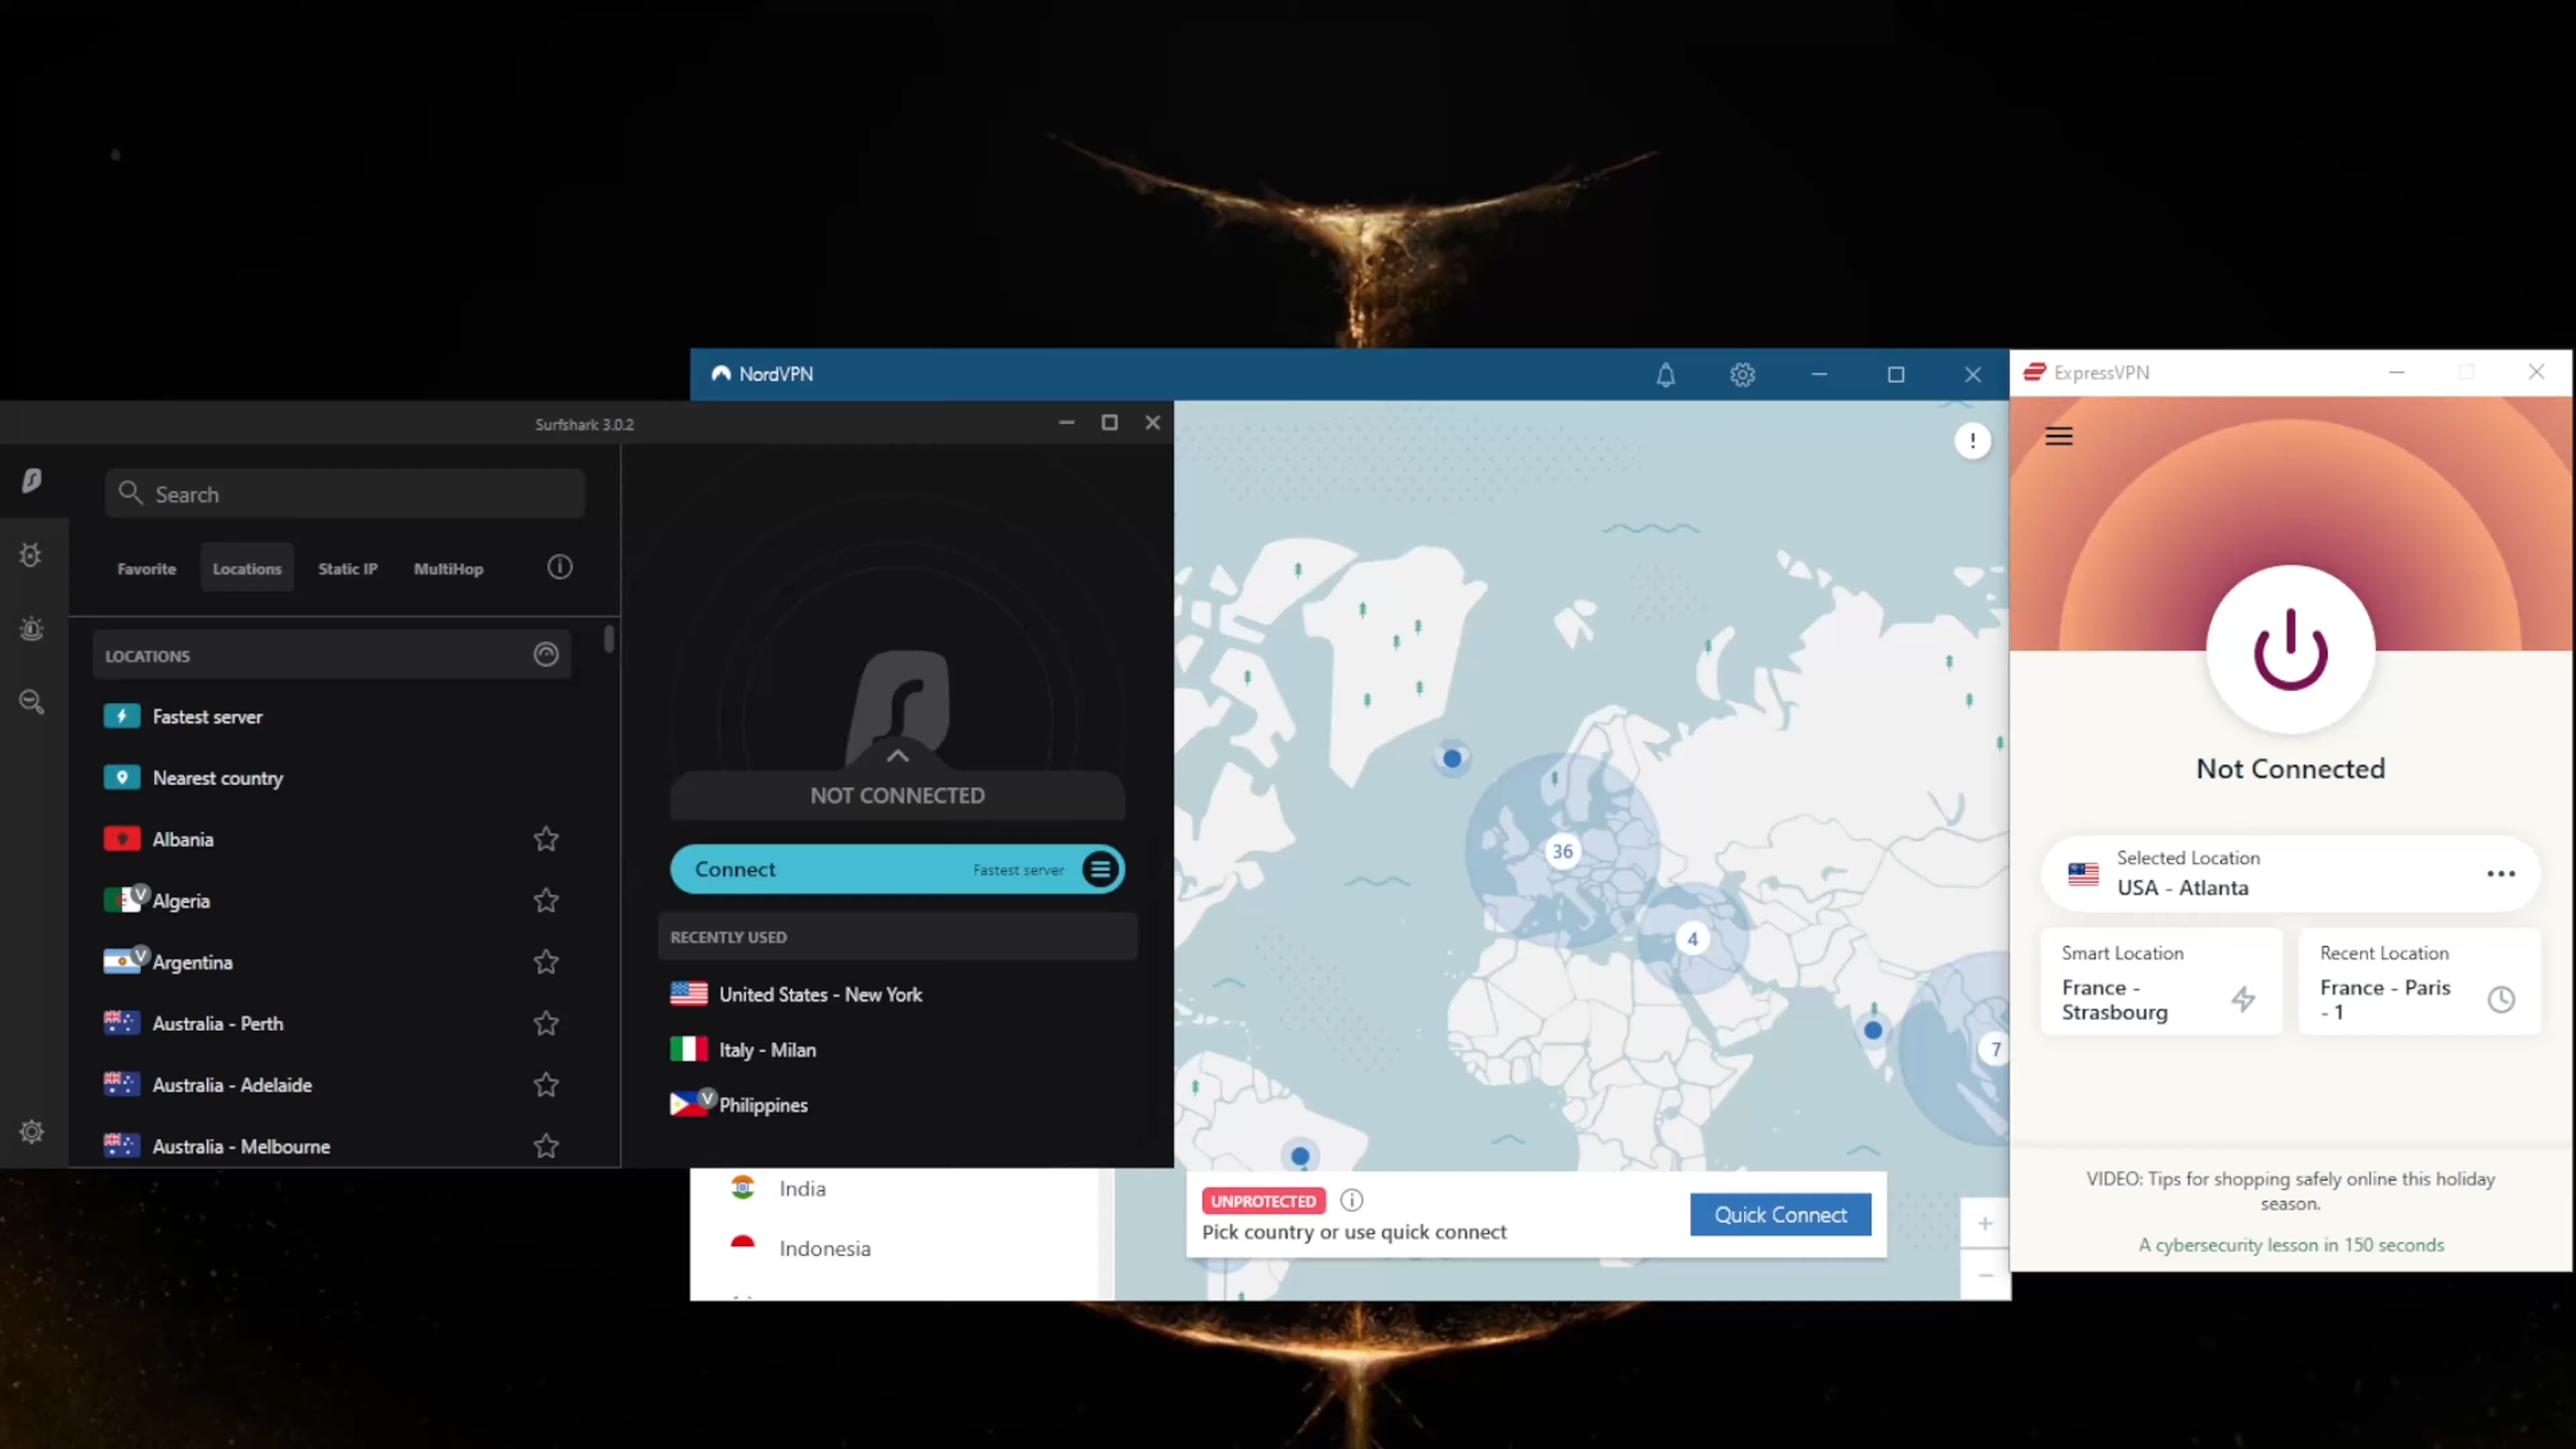 NordVPN
ExpressVPN
Surfshark 3.0.2
!
Search
Favorite
Locations
Static IP
MultiHop
LOCATIONS
Fastest server
Nearest country
Albania
V
Algeria
V
Argentina
Australia - Perth
Australia - Adelaide
Australia - Melbourne
NOT CONNECTED
Connect
Fastest server
RECENTLY USED
United States - New York
Italy - Milan
V
Philippines
36
4
7
India
Indonesia
UNPROTECTED
Pick country or use quick connect
Quick Connect
+
−
Not Connected
Selected Location
USA - Atlanta
Smart Location
France -
Strasbourg
Recent Location
France - Paris
- 1
VIDEO: Tips for shopping safely online this holiday
season.
A cybersecurity lesson in 150 seconds